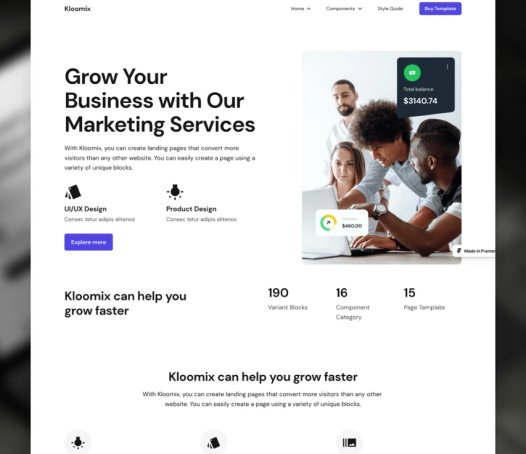 Kloomix
Home
Components
Style Guide
Buy Template
Grow Your
Business with Our
Marketing Services
With Kloomix, you can create landing pages that convert more
visitors than any other website. You can easily create a page using a
variety of unique blocks.
UI/UX Design
Consec tetur adipis elitenos
Product Design
Consec tetur adipis elitenos
Explore more
Total balance
$3140.74
$460.00
Made in Framer
Kloomix can help you
grow faster
190
Variant Blocks
16
Component
Category
15
Page Template
Kloomix can help you grow faster
With Kloomix, you can create landing pages that convert more visitors than any other
website. You can easily create a page using a variety of unique blocks.